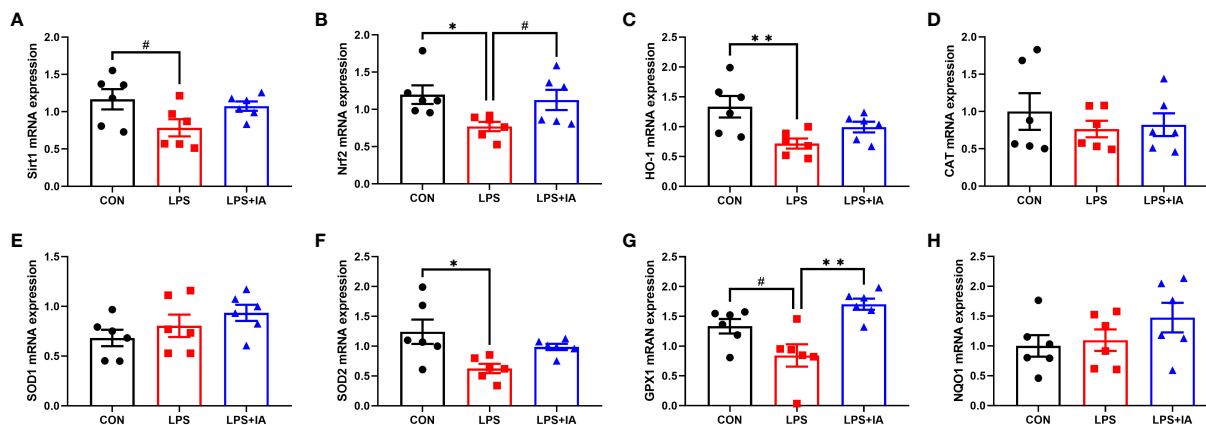 A
Sirt1 mRNA expression
2.0
1.5
1.0
0.5
0.0
#
CON
LPS
LPS+IA
B
Nrf2 mRNA expression
2.0
1.5
1.0
0.5
0.0
*
#
CON
LPS
LPS+IA
C
HO-1 mRNA expression
2.5
2.0
1.5
1.0
0.5
0.0
**
CON
LPS
LPS+IA
D
CAT mRNA expression
2.0
1.5
1.0
0.5
0.0
CON
LPS
LPS+IA
E
SOD1 mRNA expression
1.5
1.0
0.5
0.0
CON
LPS
LPS+IA
F
SOD2 mRNA expression
2.5
2.0
1.5
1.0
0.5
0.0
*
CON
LPS
LPS+IA
G
GPX1 mRAN expression
2.5
2.0
1.5
1.0
0.5
0.0
#
**
CON
LPS
LPS+IA
H
NQO1 mRNA expression
2.5
2.0
1.5
1.0
0.5
0.0
CON
LPS
LPS+IA